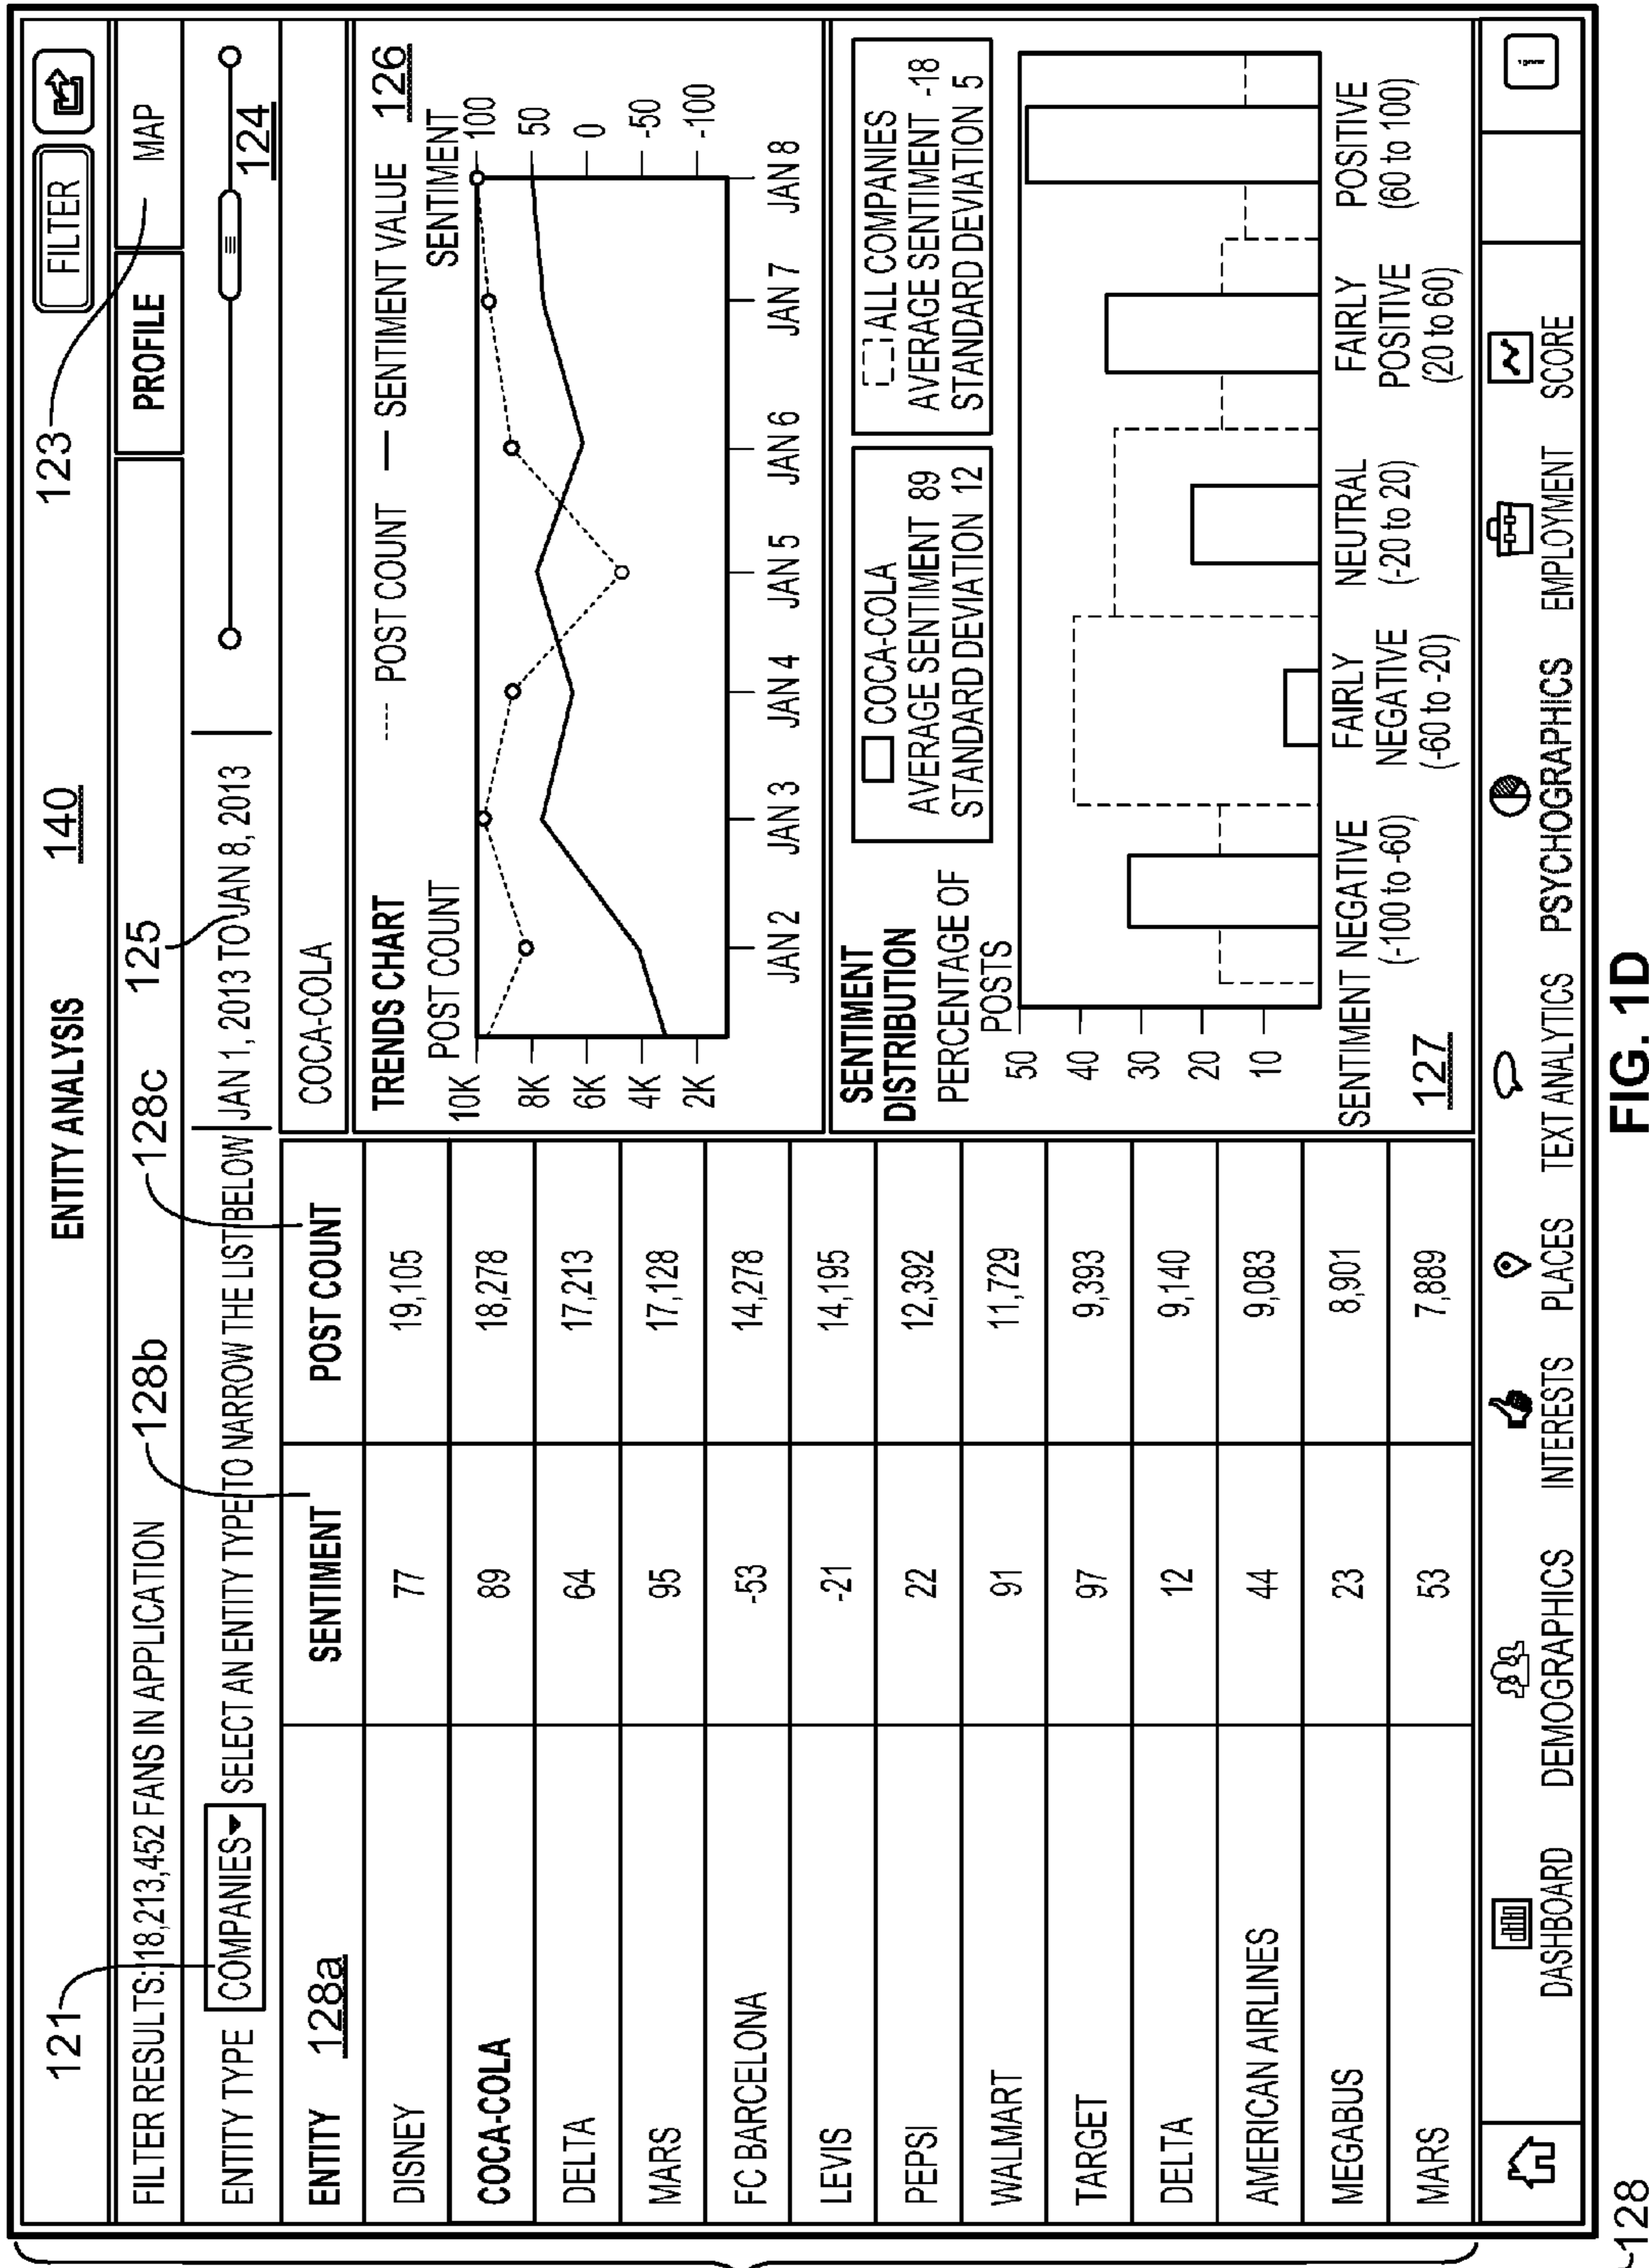 121
ENTITY ANALYSIS 140
123
FILTER
FILTER RESULTS:18,213,452 FANS IN APPLICATION
125
PROFILE
MAP
ENTITY TYPE COMPANIES SELECT AN ENTITY TYPE TO NARROW THE LIST BELOW
JAN 1, 2013 TO JAN 8, 2013
124
128b
128c
ENTITY 128a SENTIMENT POST COUNT
DISNEY 77 19,105
COCA-COLA 89 18,278
DELTA 64 17,213
MARS 95 17,128
FC BARCELONA -53 14,278
LEVIS -21 14,195
PEPSI 22 12,392
WALMART 91 11,729
TARGET 97 9,393
DELTA 12 9,140
AMERICAN AIRLINES 44 9,083
MEGABUS 23 8,901
MARS 53 7,889
COCA-COLA
TRENDS CHART
POST COUNT SENTIMENT VALUE 126
POST COUNT
SENTIMENT
10K 100
8K 50
6K 0
4K -50
2K -100
JAN 2 JAN 3 JAN 4 JAN 5 JAN 6 JAN 7 JAN 8
SENTIMENT
DISTRIBUTION
COCA-COLA
AVERAGE SENTIMENT 89
STANDARD DEVIATION 12
ALL COMPANIES
AVERAGE SENTIMENT -18
STANDARD DEVIATION 5
PERCENTAGE OF
POSTS
50
40
30
20
10
SENTIMENT NEGATIVE
(-100 to -60)
FAIRLY
NEGATIVE
(-60 to -20)
NEUTRAL
(-20 to 20)
FAIRLY
POSITIVE
(20 to 60)
POSITIVE
(60 to 100)
127
DASHBOARD DEMOGRAPHICS INTERESTS PLACES TEXT ANALYTICS PSYCHOGRAPHICS EMPLOYMENT SCORE
128
FIG. 1D